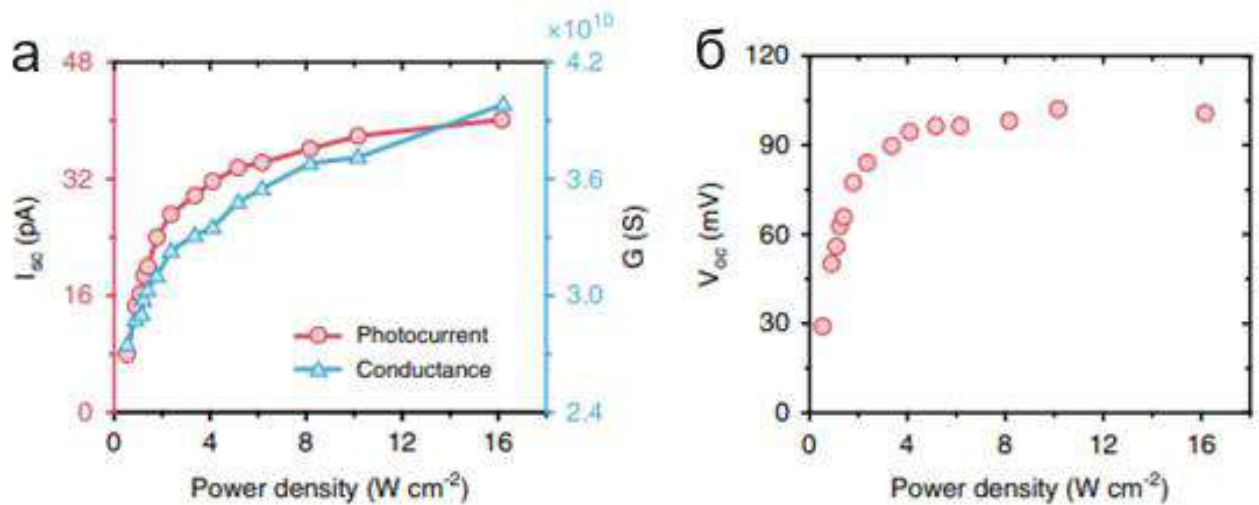 а
б
×10¹⁰
48
32
16
0
I_sc (pA)
4.2
3.6
3.0
2.4
G (S)
Photocurrent
Conductance
0 4 8 12 16
Power density (W cm⁻²)
120
90
60
30
0
V_oc (mV)
0 4 8 12 16
Power density (W cm⁻²)